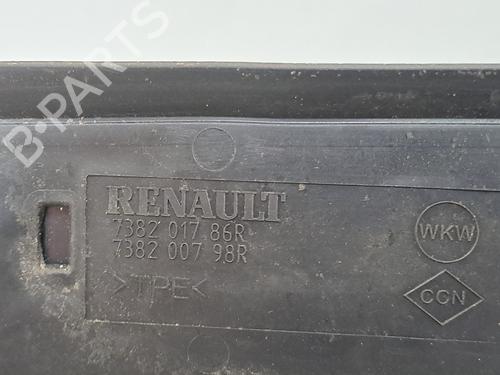 B-PARTS
RENAULT
7382 017 86R
7382 007 98R
>TPE<
WKW
CCN